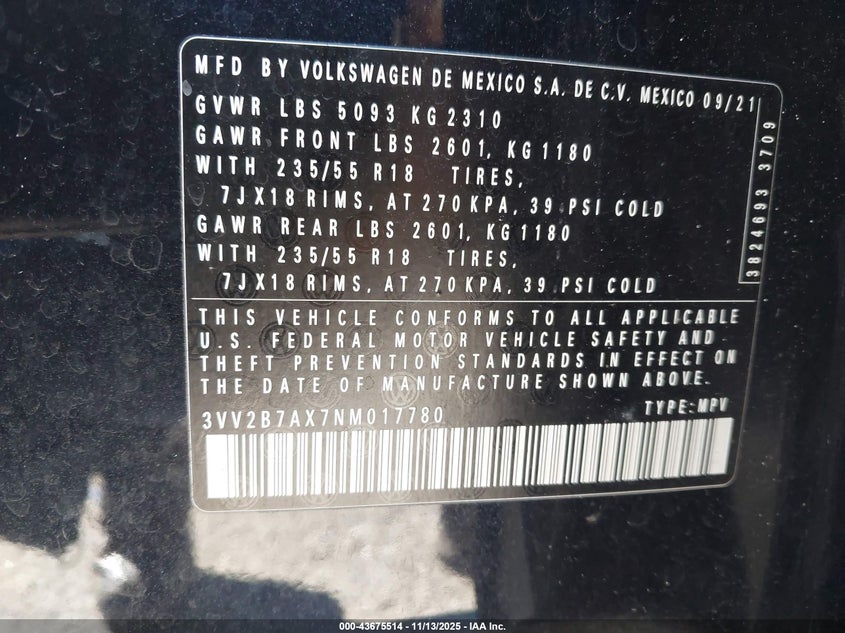 MFD BY VOLKSWAGEN DE MEXICO S.A. DE C.V. MEXICO 09/21
GVWR LBS 5093 KG 2310
GAWR FRONT LBS 2601, KG 1180
WITH 235/55 R18 TIRES,
7J X18 RIMS, AT 270 KPA, 39 PSI COLD
GAWR REAR LBS 2601, KG 1180
WITH 235/55 R18 TIRES,
7J X18 RIMS, AT 270 KPA, 39 PSI COLD
3824693 3709
THIS VEHICLE CONFORMS TO ALL APPLICABLE
U.S. FEDERAL MOTOR VEHICLE SAFETY AND
THEFT PREVENTION STANDARDS IN EFFECT ON
THE DATE OF MANUFACTURE SHOWN ABOVE.
3VV2B7AX7NM017780 TYPE: MPV
000-43675514 - 11/13/2025 - IAA Inc.